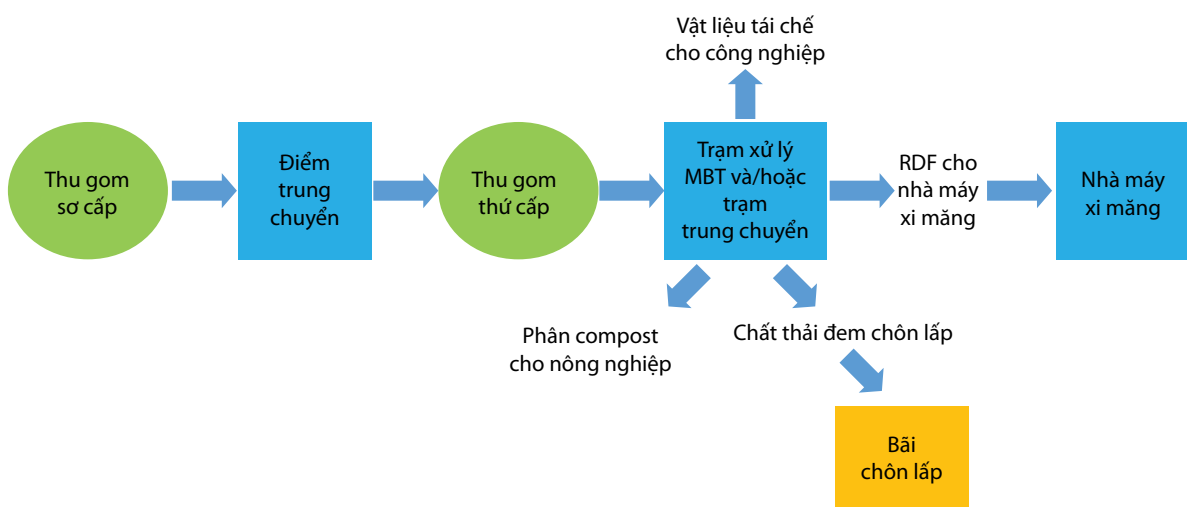 Vật liệu tái chế
cho công nghiệp
Thu gom
sơ cấp
Điểm
trung
chuyển
Thu gom
thứ cấp
Trạm xử lý
MBT và/hoặc
trạm
trung chuyển
RDF cho
nhà máy
xi măng
Nhà máy
xi măng
Phân compost
cho nông nghiệp
Chất thải đem chôn lấp
Bãi
chôn lấp